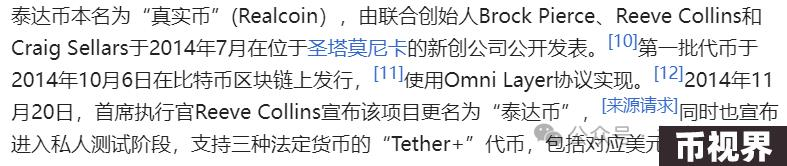 泰达币本名为“真实币”(Realcoin)，由联合创始人Brock Pierce、Reeve Collins和
Craig Sellars于2014年7月在位于圣塔莫尼卡的新创公司公开发表。[10]第一批代币于
2014年10月6日在比特币区块链上发行，[11]使用Omni Layer协议实现。[12]2014年11
月20日，首席执行官Reeve Collins宣布该项目更名为“泰达币”，[来源请求]同时也宣布
进入私人测试阶段，支持三种法定货币的“Tether+”代币，包括对应美元
公众号
币视界